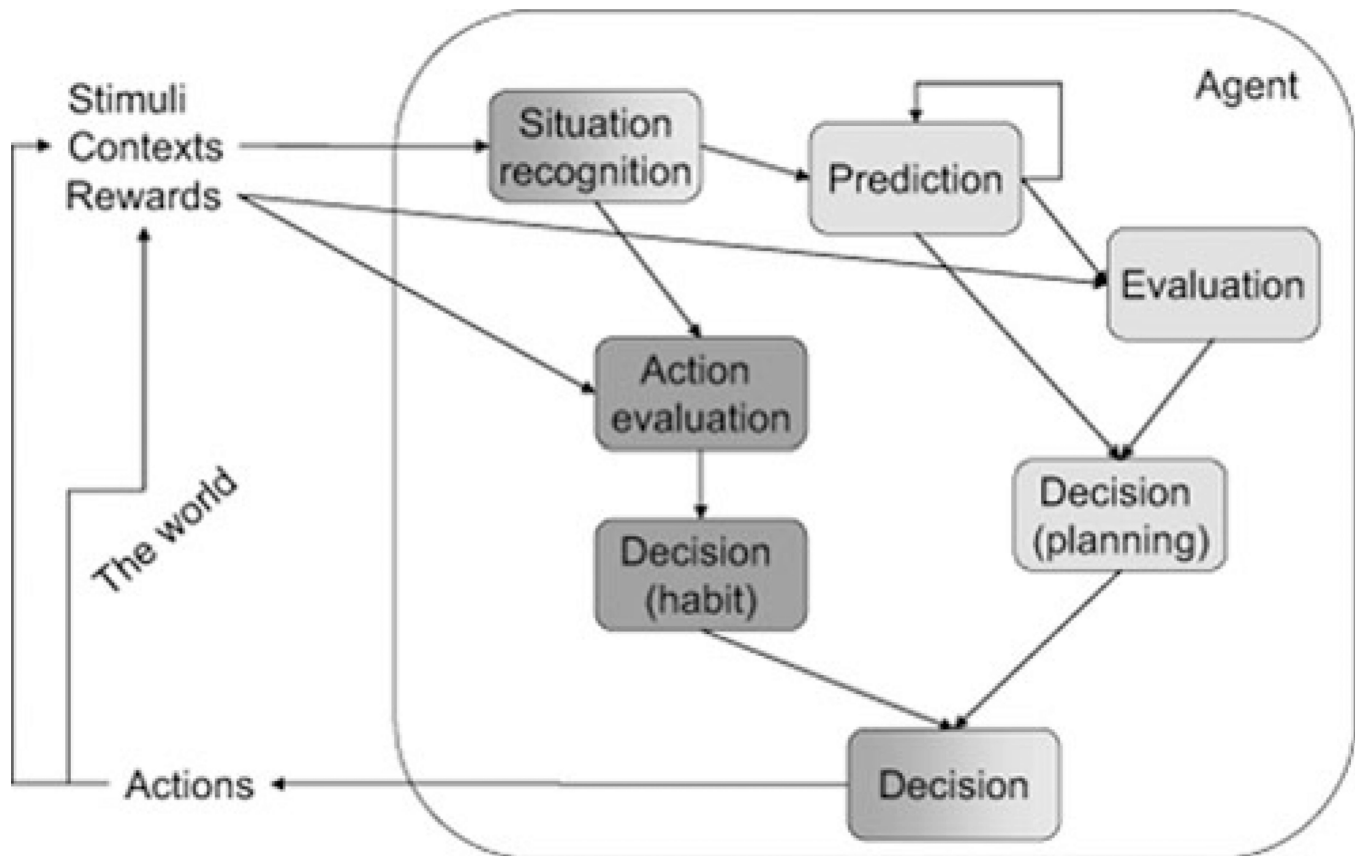 Agent
Stimuli
Contexts
Rewards
Situation
recognition
Prediction
Evaluation
Action
evaluation
Decision
(habit)
Decision
(planning)
The world
Actions
Decision